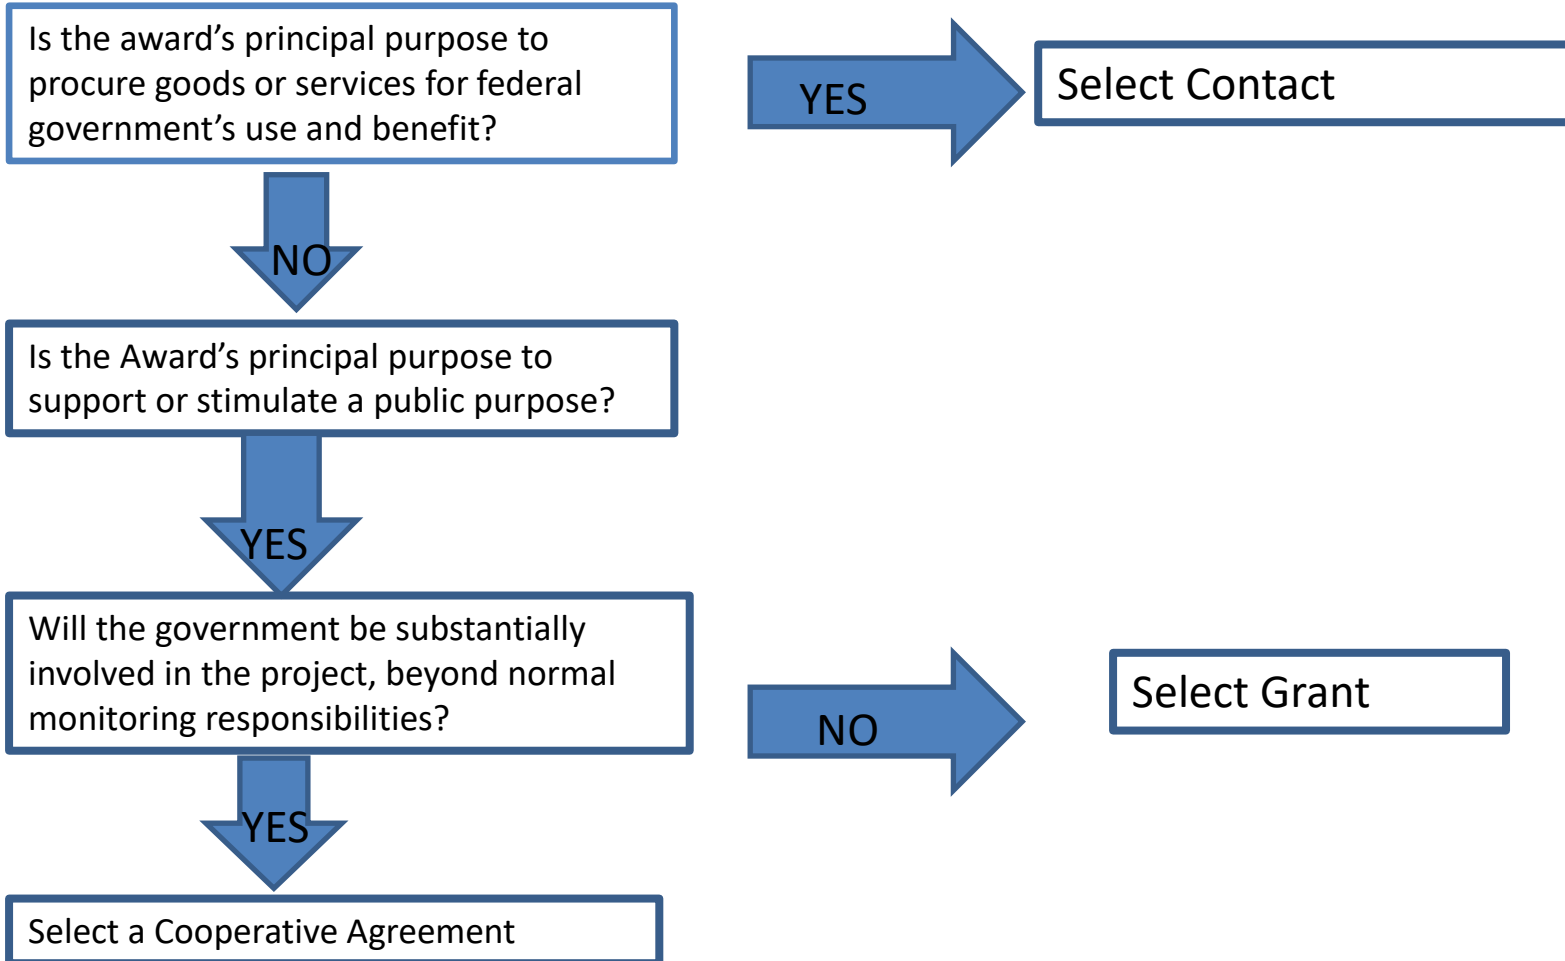 Is the award’s principal purpose to
procure goods or services for federal
government’s use and benefit?
YES
Select Contact
NO
Is the Award’s principal purpose to
support or stimulate a public purpose?
YES
Will the government be substantially
involved in the project, beyond normal
monitoring responsibilities?
NO
Select Grant
YES
Select a Cooperative Agreement